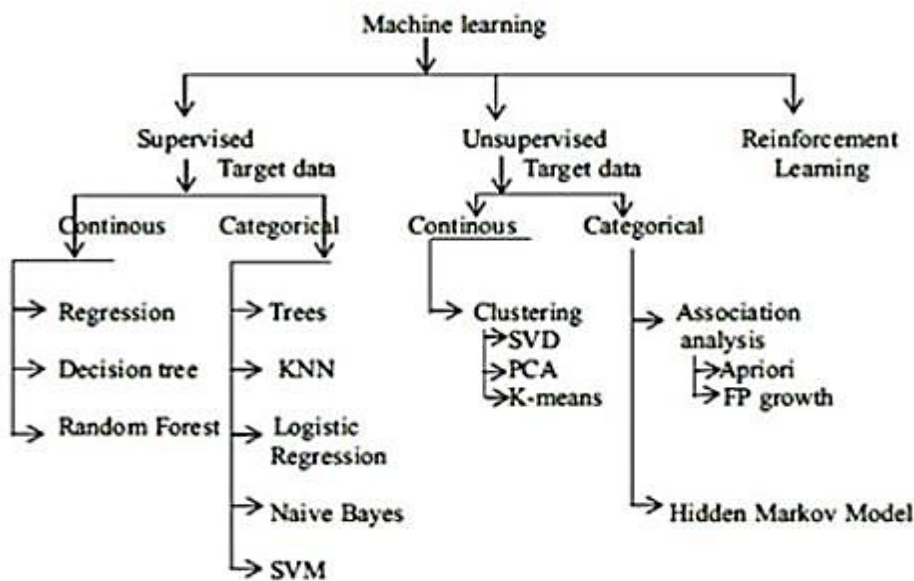 Machine learning
Supervised
Unsupervised
Reinforcement
Learning
Target data
Target data
Continous
Categorical
Continous
Categorical
Regression
Decision tree
Random Forest
Trees
KNN
Logistic
Regression
Naive Bayes
SVM
Clustering
SVD
PCA
K-means
Association
analysis
Apriori
FP growth
Hidden Markov Model